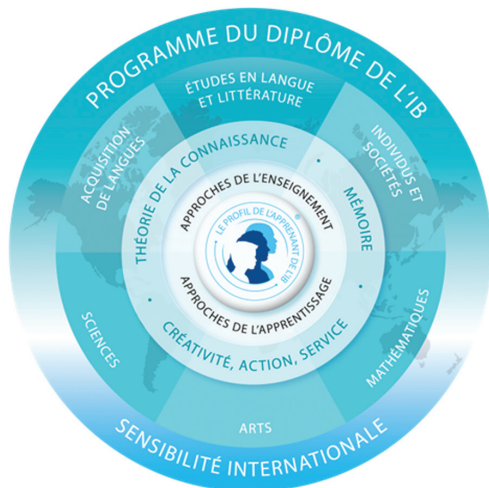 PROGRAMME DU DIPLÔME DE L'IB
ÉTUDES EN LANGUE
ET LITTÉRATURE
ACQUISITION
DE LANGUES
INDIVIDUS ET
SOCIÉTÉS
THÉORIE DE LA CONNAISSANCE
MÉMOIRE
APPROCHES DE L'ENSEIGNEMENT
LE PROFIL DE L'APPRENANT DE L'IB
®
APPROCHES DE L'APPRENTISSAGE
CRÉATIVITÉ, ACTION, SERVICE
SCIENCES
MATHÉMATIQUES
ARTS
SENSIBILITÉ INTERNATIONALE